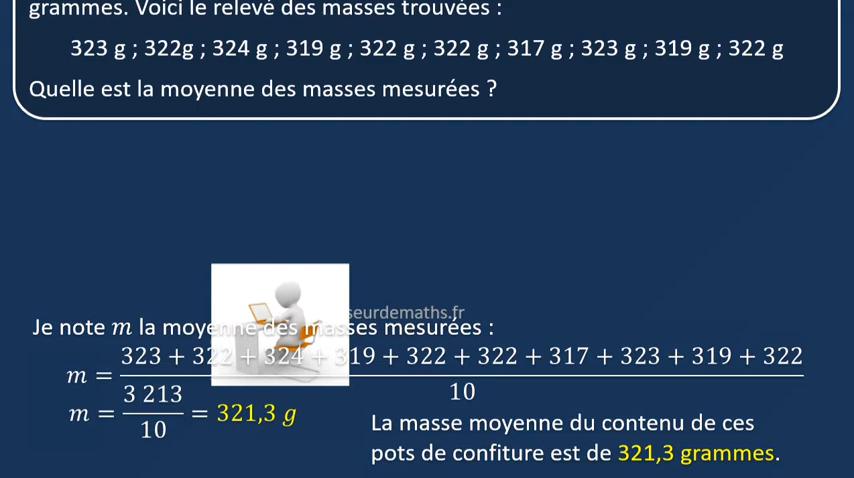 grammes. Voici le relevé des masses trouvées :
323 g ; 322g ; 324 g ; 319 g ; 322 g ; 322 g ; 317 g ; 323 g ; 319 g ; 322 g
Quelle est la moyenne des masses mesurées ?
seurdemaths.fr
Je note m la moyenne des masses mesurées :
m = (323 + 322 + 324 + 319 + 322 + 322 + 317 + 323 + 319 + 322) / 10
m = 3 213 / 10 = 321,3 g
La masse moyenne du contenu de ces
pots de confiture est de 321,3 grammes.